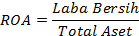 ROA = Laba Bersih / Total Aset